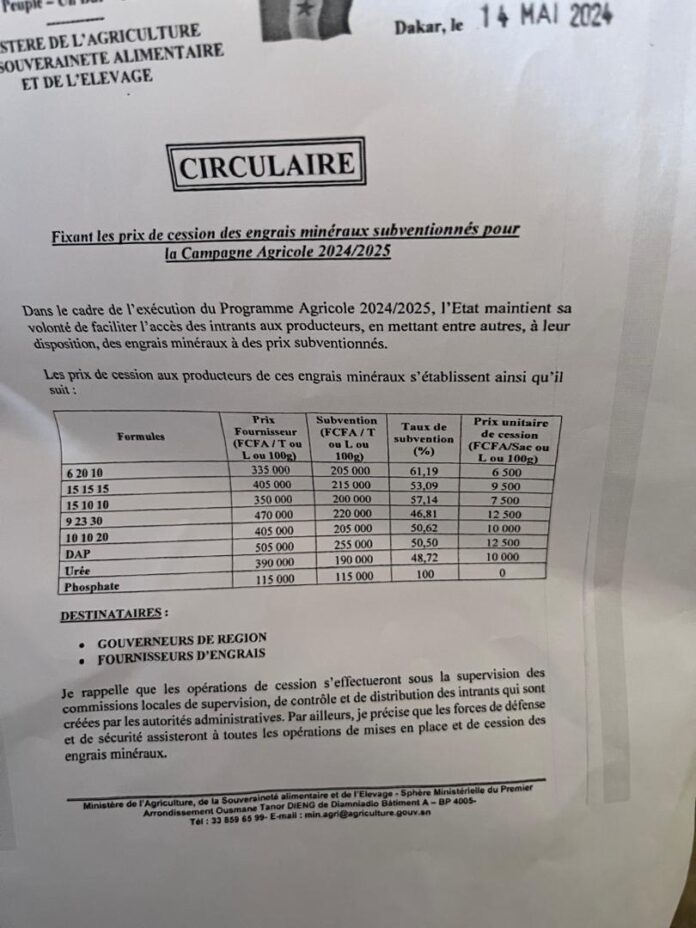 Peuple – Un But
Dakar, le 14 MAI 2024
STERE DE L'AGRICULTURE
SOUVERAINETE ALIMENTAIRE
ET DE L'ELEVAGE
CIRCULAIRE
Fixant les prix de cession des engrais minéraux subventionnés pour
la Campagne Agricole 2024/2025
Dans le cadre de l'exécution du Programme Agricole 2024/2025, l'Etat maintient sa
volonté de faciliter l'accès des intrants aux producteurs, en mettant entre autres, à leur
disposition, des engrais minéraux à des prix subventionnés.
Les prix de cession aux producteurs de ces engrais minéraux s'établissent ainsi qu'il
suit :
Formules Prix Fournisseur (FCFA / T ou L ou 100g) Subvention (FCFA / T ou L ou 100g) Taux de subvention (%) Prix unitaire de cession (FCFA/Sac ou L ou 100g)
6 20 10 335 000 205 000 61,19 6 500
15 15 15 405 000 215 000 53,09 9 500
15 10 10 350 000 200 000 57,14 7 500
9 23 30 470 000 220 000 46,81 12 500
10 10 20 405 000 205 000 50,62 10 000
DAP 505 000 255 000 50,50 12 500
Urée 390 000 190 000 48,72 10 000
Phosphate 115 000 115 000 100 0
DESTINATAIRES :
• GOUVERNEURS DE REGION
• FOURNISSEURS D'ENGRAIS
Je rappelle que les opérations de cession s'effectueront sous la supervision des
commissions locales de supervision, de contrôle et de distribution des intrants qui sont
créées par les autorités administratives. Par ailleurs, je précise que les forces de défense
et de sécurité assisteront à toutes les opérations de mises en place et de cession des
engrais minéraux.
Ministère de l'Agriculture, de la Souveraineté alimentaire et de l'Elevage - Sphère Ministérielle du Premier
Arrondissement Ousmane Tanor DIENG de Diamniadio Bâtiment A – BP 4005-
Tél : 33 859 65 99- E-mail : min.agri@agriculture.gouv.sn